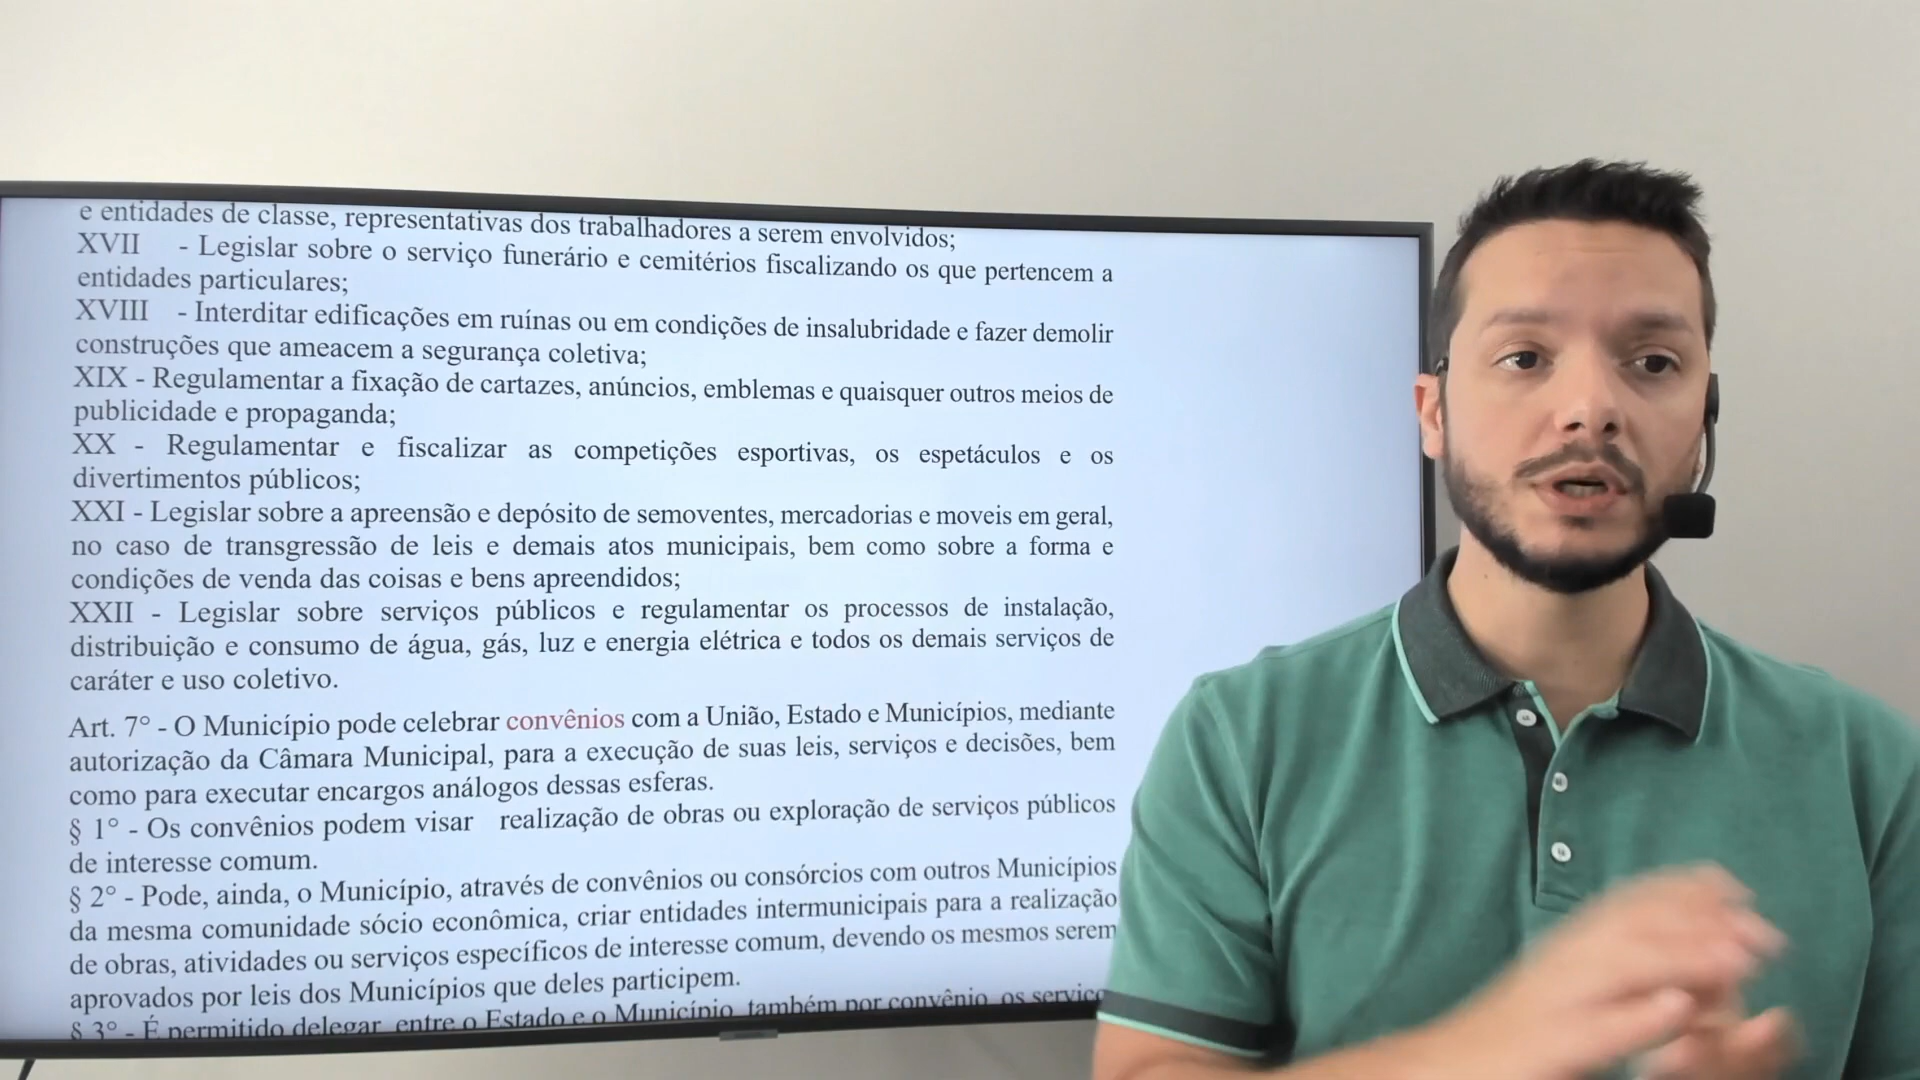 e entidades de classe, representativas dos trabalhadores a serem envolvidos;
XVII - Legislar sobre o serviço funerário e cemitérios fiscalizando os que pertencem a
entidades particulares;
XVIII - Interditar edificações em ruínas ou em condições de insalubridade e fazer demolir
construções que ameacem a segurança coletiva;
XIX - Regulamentar a fixação de cartazes, anúncios, emblemas e quaisquer outros meios de
publicidade e propaganda;
XX - Regulamentar e fiscalizar as competições esportivas, os espetáculos e os
divertimentos públicos;
XXI - Legislar sobre a apreensão e depósito de semoventes, mercadorias e moveis em geral,
no caso de transgressão de leis e demais atos municipais, bem como sobre a forma e
condições de venda das coisas e bens apreendidos;
XXII - Legislar sobre serviços públicos e regulamentar os processos de instalação,
distribuição e consumo de água, gás, luz e energia elétrica e todos os demais serviços de
caráter e uso coletivo.
Art. 7° - O Município pode celebrar convênios com a União, Estado e Municípios, mediante
autorização da Câmara Municipal, para a execução de suas leis, serviços e decisões, bem
como para executar encargos análogos dessas esferas.
§ 1° - Os convênios podem visar realização de obras ou exploração de serviços públicos
de interesse comum.
§ 2° - Pode, ainda, o Município, através de convênios ou consórcios com outros Municípios
da mesma comunidade sócio econômica, criar entidades intermunicipais para a realização
de obras, atividades ou serviços específicos de interesse comum, devendo os mesmos serem
aprovados por leis dos Municípios que deles participem.
§ 3° - É permitido delegar, entre o Estado e o Município, também por convênio, os